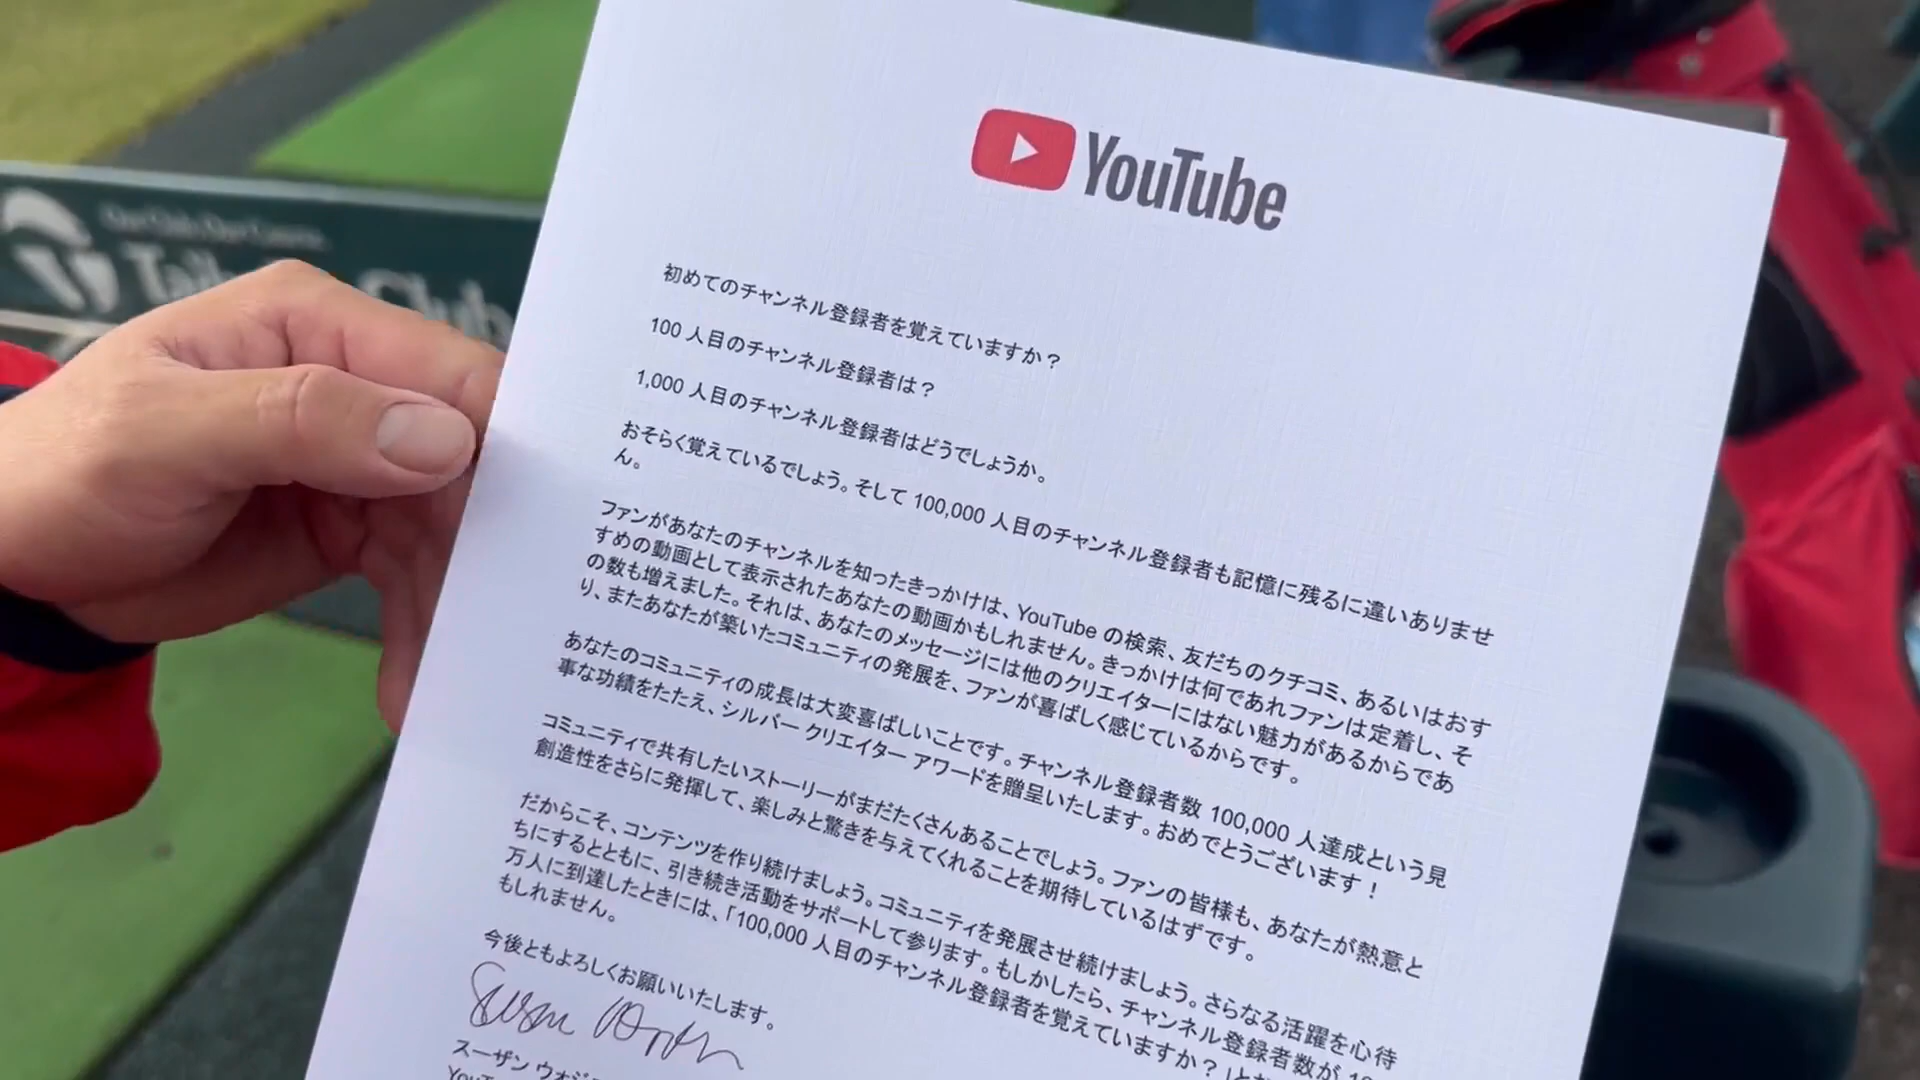 YouTube
初めてのチャンネル登録者を覚えていますか?
100 人目のチャンネル登録者は?
1,000 人目のチャンネル登録者はどうでしょうか。
おそらく覚えているでしょう。そして 100,000 人目のチャンネル登録者も記憶に残るに違いありませ
ん。
ファンがあなたのチャンネルを知ったきっかけは、YouTube の検索、友だちのクチコミ、あるいはおす
すめの動画として表示されたあなたの動画かもしれません。きっかけは何であれファンは定着し、そ
の数も増えました。それは、あなたのメッセージには他のクリエイターにはない魅力があるからであ
り、またあなたが築いたコミュニティの発展を、ファンが喜ばしく感じているからです。
あなたのコミュニティの成長は大変喜ばしいことです。チャンネル登録者数 100,000 人達成という見
事な功績をたたえ、シルバー クリエイター アワードを贈呈いたします。おめでとうございます!
コミュニティで共有したいストーリーがまだたくさんあることでしょう。ファンの皆様も、あなたが熱意と
創造性をさらに発揮して、楽しみと驚きを与えてくれることを期待しているはずです。
だからこそ、コンテンツを作り続けましょう。コミュニティを発展させ続けましょう。さらなる活躍を心待
ちにするとともに、引き続き活動をサポートして参ります。もしかしたら、チャンネル登録者数が
万人に到達したときには、「100,000 人目のチャンネル登録者を覚えていますか?」と
もしれません。
今後ともよろしくお願いいたします。
Susan
スーザン ウォジ
Our Club, Our Course
Club